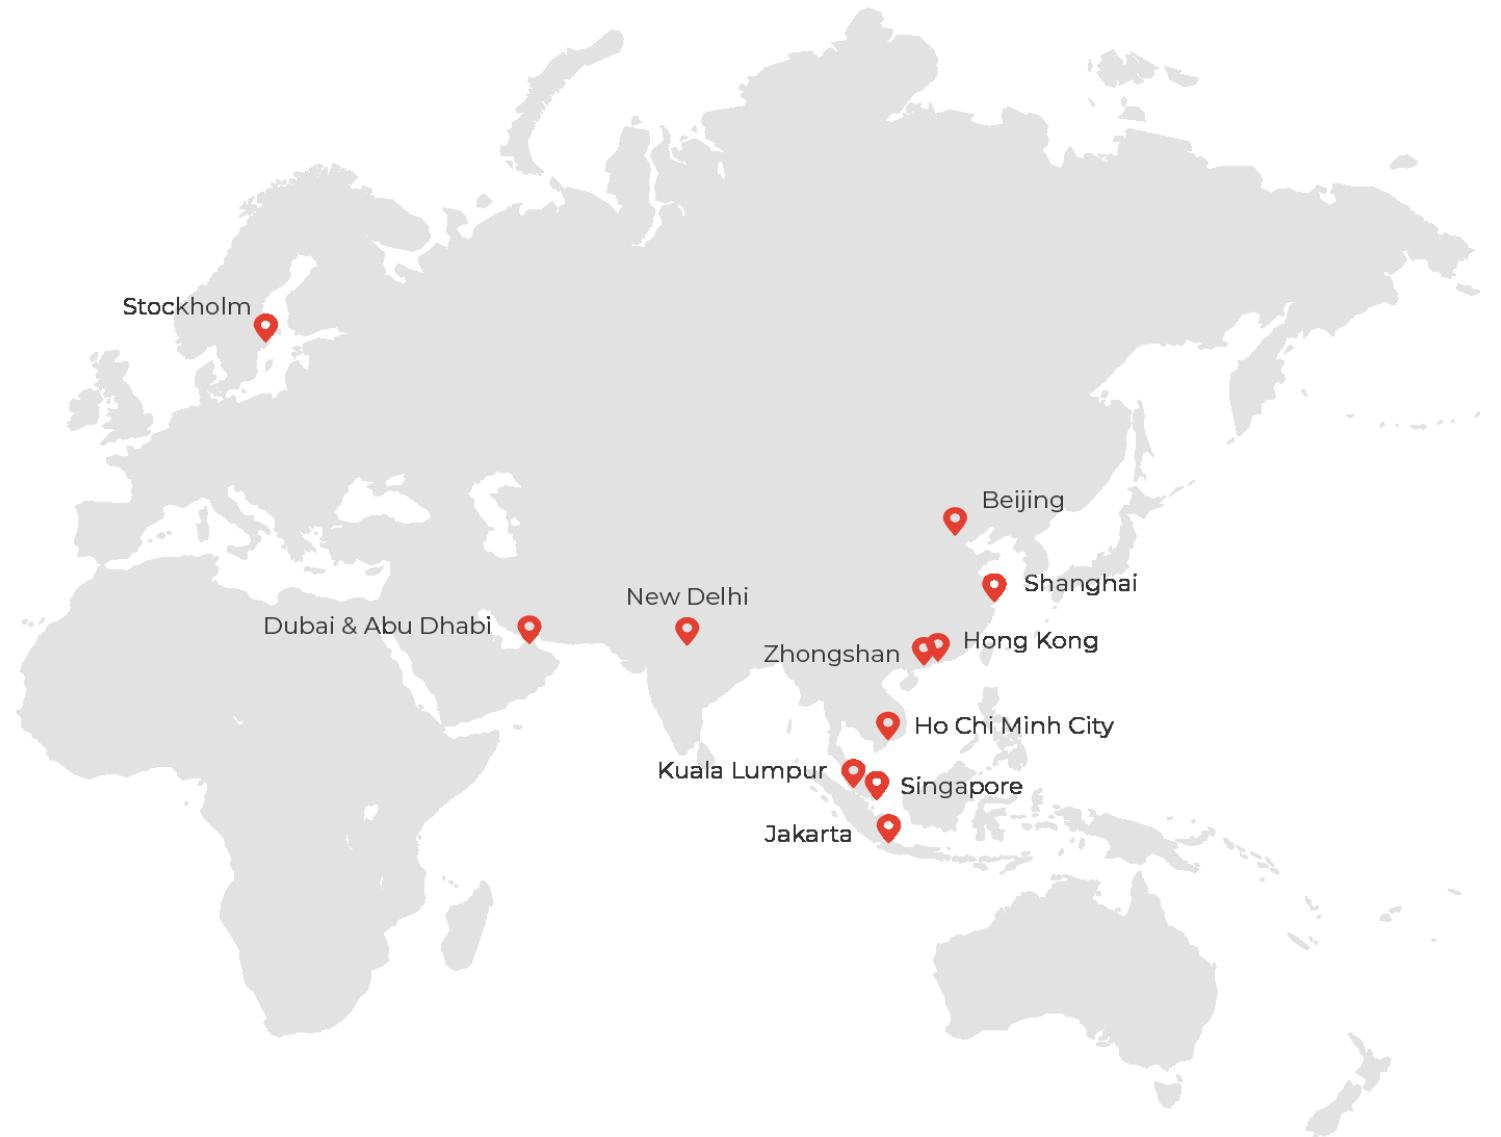 Stockholm
Beijing
Shanghai
New Delhi
Dubai & Abu Dhabi
Hong Kong
Zhongshan
Ho Chi Minh City
Kuala Lumpur
Singapore
Jakarta